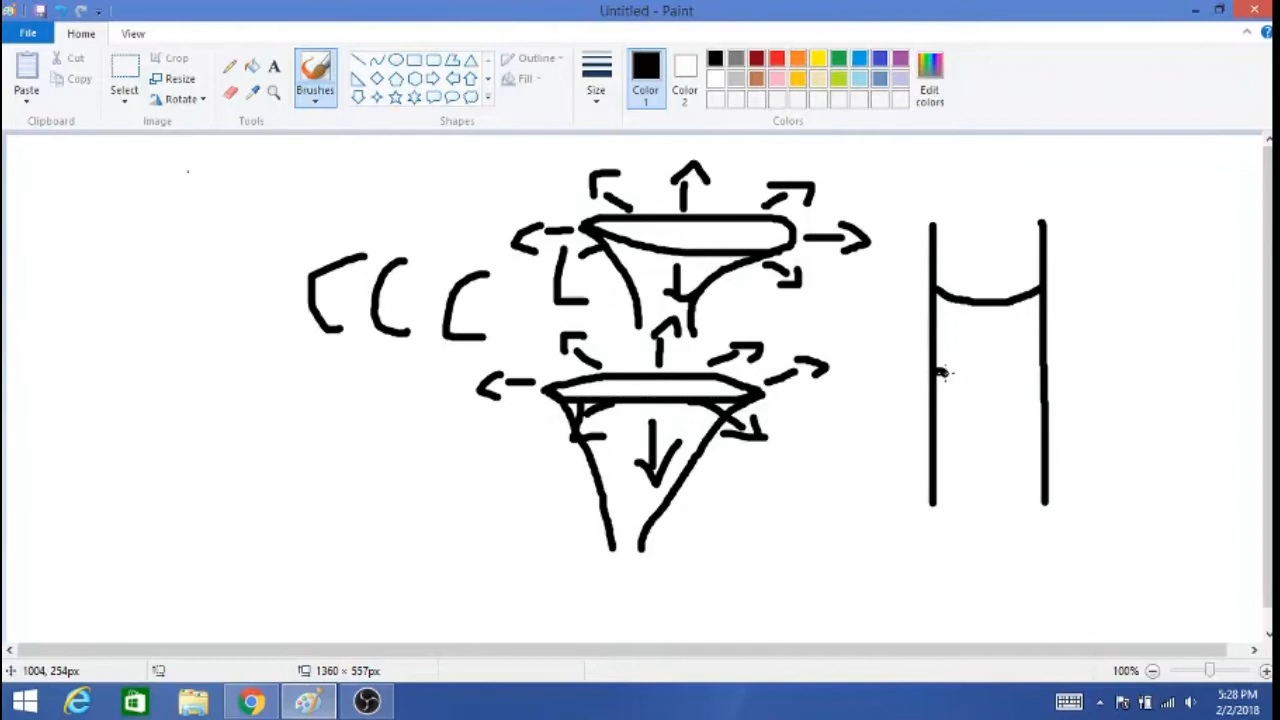 Untitled - Paint
File Home View
Paste
Cut
Copy
Clipboard
Select
Crop
Resize
Rotate
Image
A
Tools
Brushes
Outline
Fill
Shapes
Size
Color 1
Color 2
Edit colors
Colors
C C C
1004, 254px
1360 × 557px
100%
5:28 PM
2/2/2018